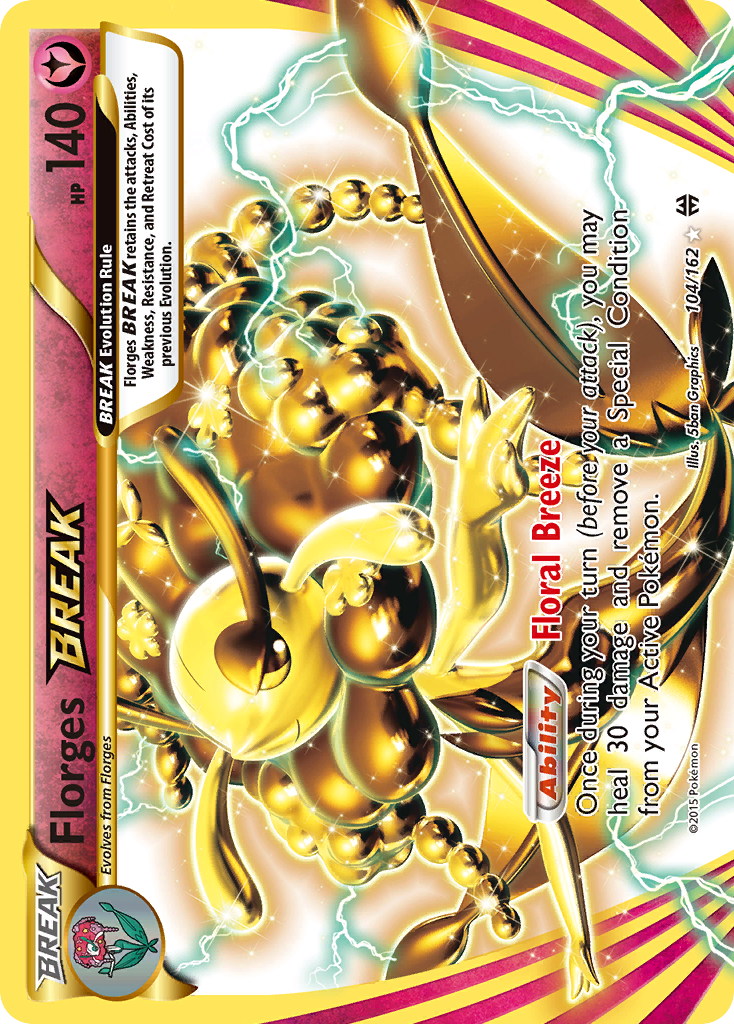 BREAK
Florges BREAK
HP 140
Evolves from Florges
BREAK Evolution Rule
Florges BREAK retains the attacks, Abilities,
Weakness, Resistance, and Retreat Cost of its
previous Evolution.
Ability Floral Breeze
Once during your turn (before your attack), you may
heal 30 damage and remove a Special Condition
from your Active Pokémon.
Illus. 5ban Graphics 104/162
©2015 Pokémon